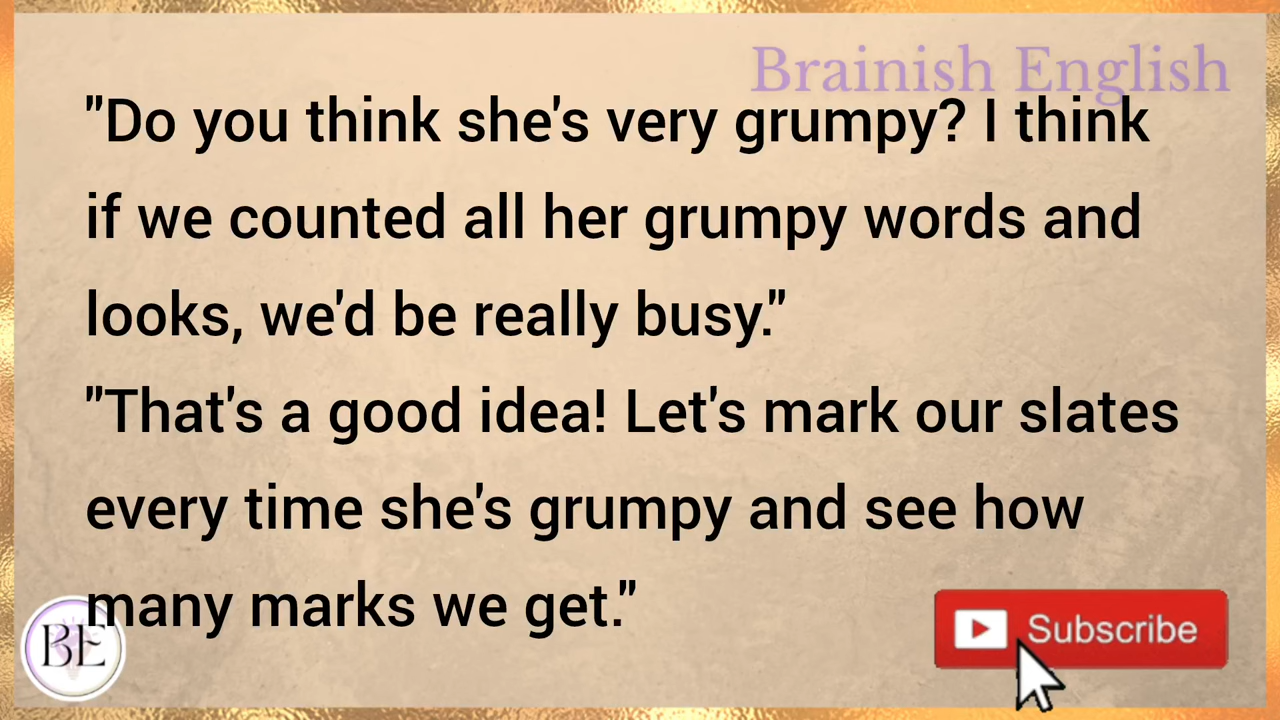 Brainish English
"Do you think she's very grumpy? I think
if we counted all her grumpy words and
looks, we'd be really busy."
"That's a good idea! Let's mark our slates
every time she's grumpy and see how
many marks we get."
BE
Subscribe